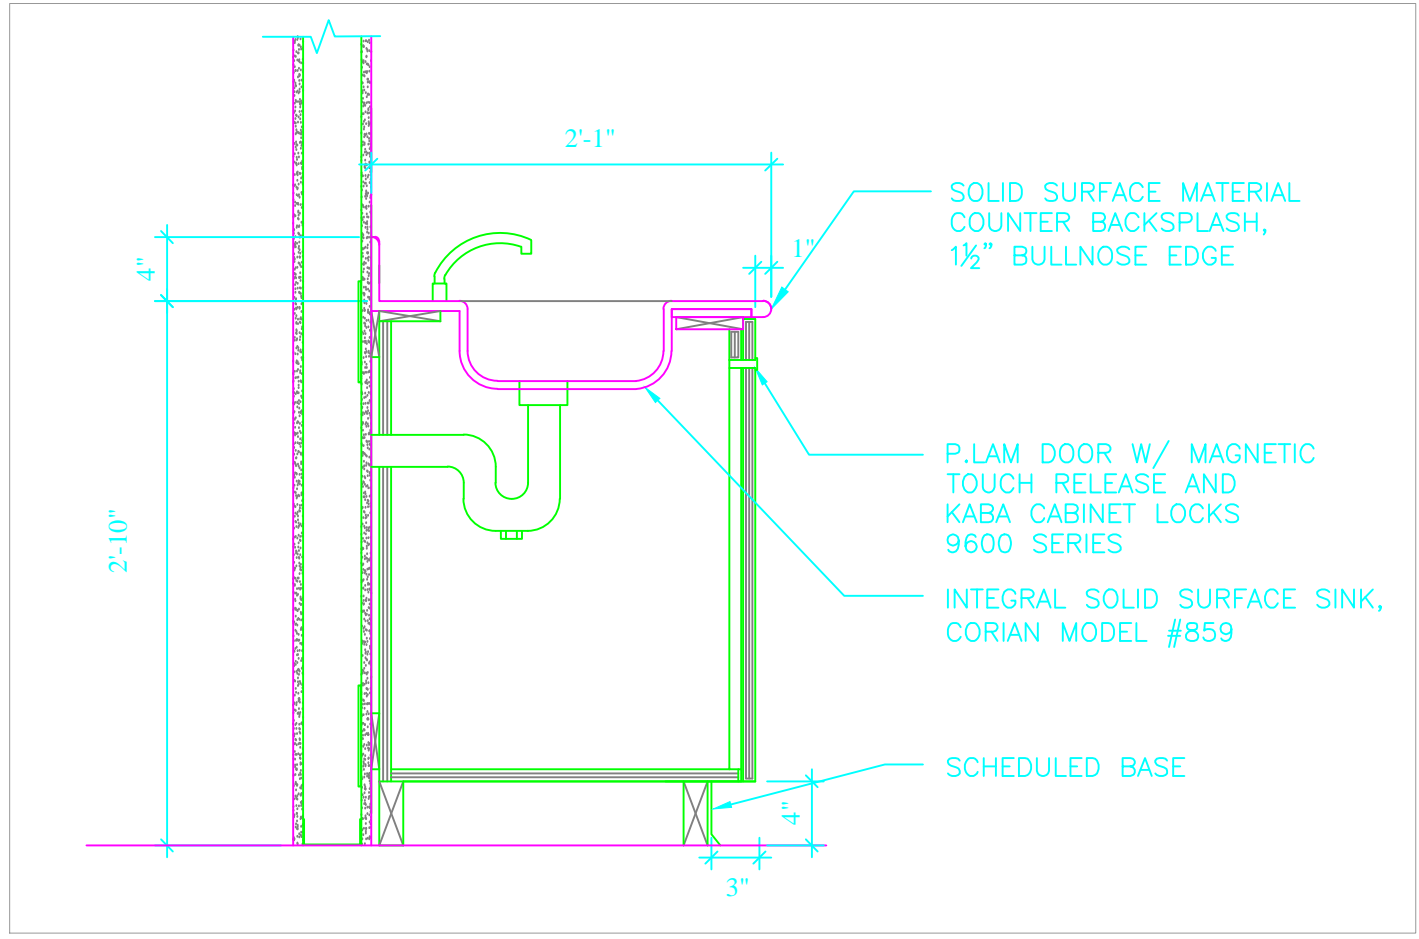 2'-1"
SOLID SURFACE MATERIAL
COUNTER BACKSPLASH,
1½” BULLNOSE EDGE
1"
4"
P.LAM DOOR W/ MAGNETIC
TOUCH RELEASE AND
KABA CABINET LOCKS
9600 SERIES
2'-10"
INTEGRAL SOLID SURFACE SINK,
CORIAN MODEL #859
SCHEDULED BASE
4"
3"